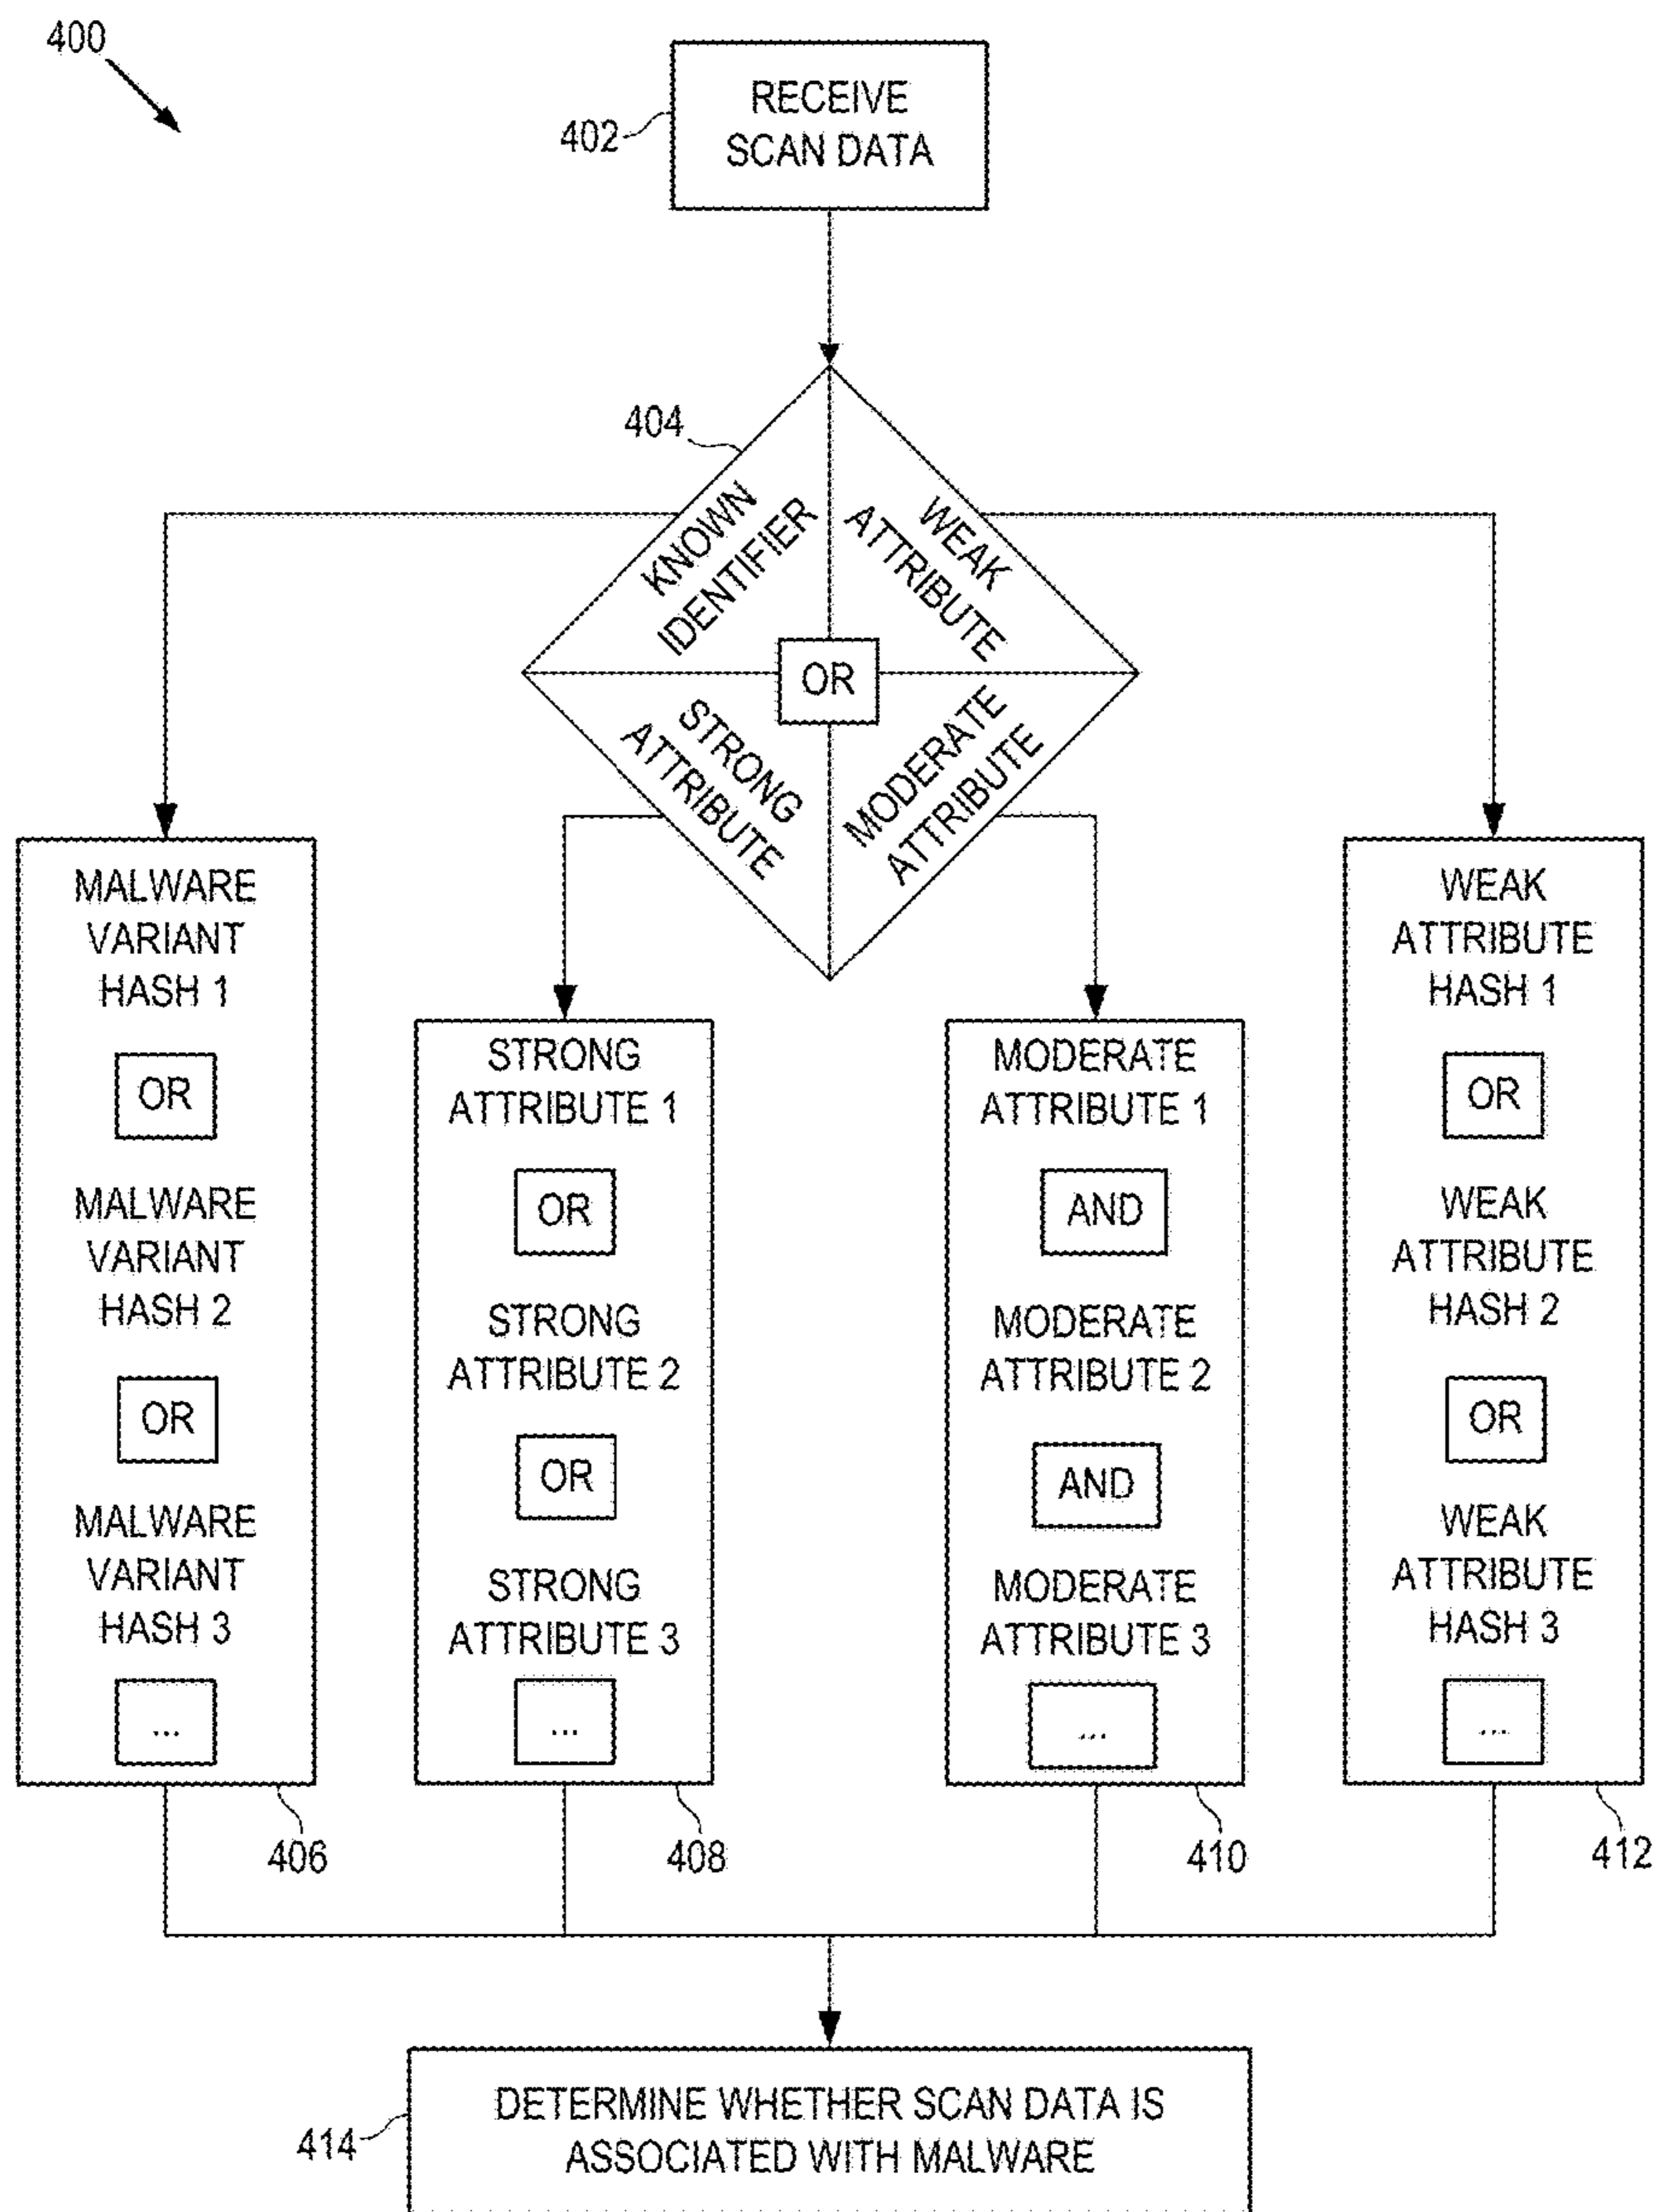 400
402
RECEIVE
SCAN DATA
404
KNOWN
IDENTIFIER
WEAK
ATTRIBUTE
OR
STRONG
ATTRIBUTE
MODERATE
ATTRIBUTE
MALWARE
VARIANT
HASH 1
OR
MALWARE
VARIANT
HASH 2
OR
MALWARE
VARIANT
HASH 3
...
406
STRONG
ATTRIBUTE 1
OR
STRONG
ATTRIBUTE 2
OR
STRONG
ATTRIBUTE 3
...
408
MODERATE
ATTRIBUTE 1
AND
MODERATE
ATTRIBUTE 2
AND
MODERATE
ATTRIBUTE 3
...
410
WEAK
ATTRIBUTE
HASH 1
OR
WEAK
ATTRIBUTE
HASH 2
OR
WEAK
ATTRIBUTE
HASH 3
...
412
414
DETERMINE WHETHER SCAN DATA IS
ASSOCIATED WITH MALWARE